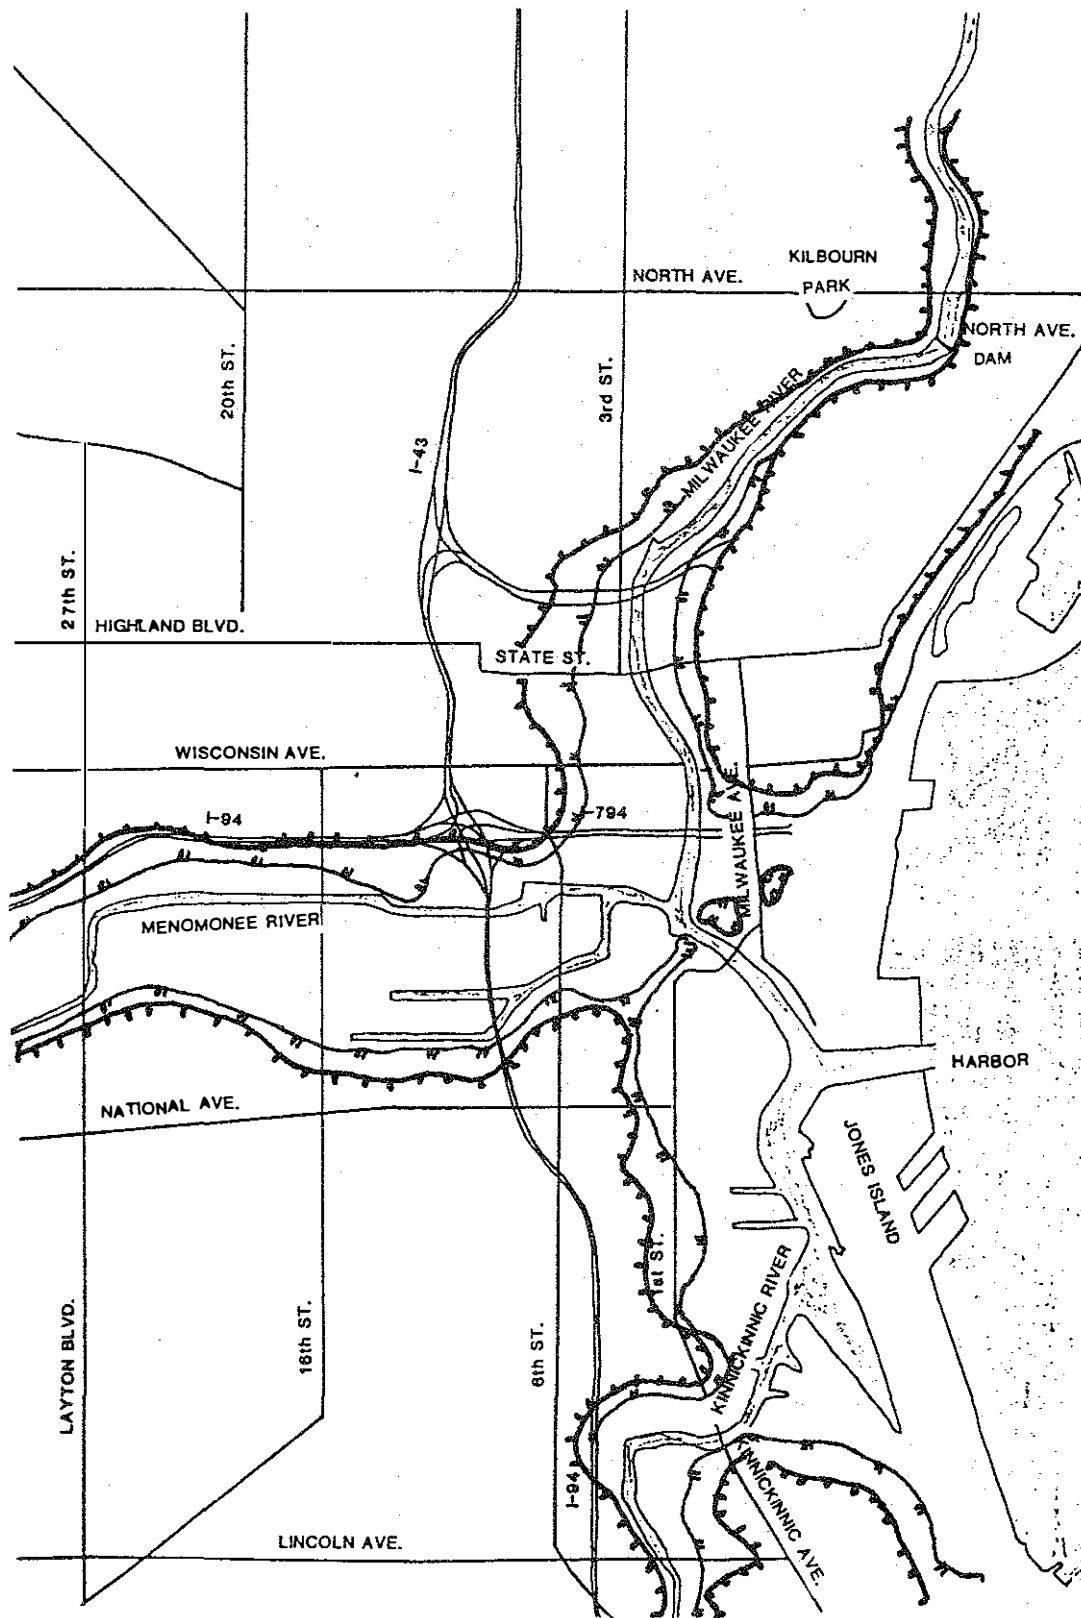 KILBOURN
PARK
NORTH AVE.
NORTH AVE.
DAM
20th ST.
3rd ST.
MILWAUKEE RIVER
I-43
27th ST.
HIGHLAND BLVD.
STATE ST.
WISCONSIN AVE.
I-94
I-794
MILWAUKEE AVE.
MENOMONEE RIVER
HARBOR
NATIONAL AVE.
JONES ISLAND
1st ST.
KINNICKINNIC RIVER
LAYTON BLVD.
16th ST.
6th ST.
I-94
KINNICKINNIC AVE.
LINCOLN AVE.